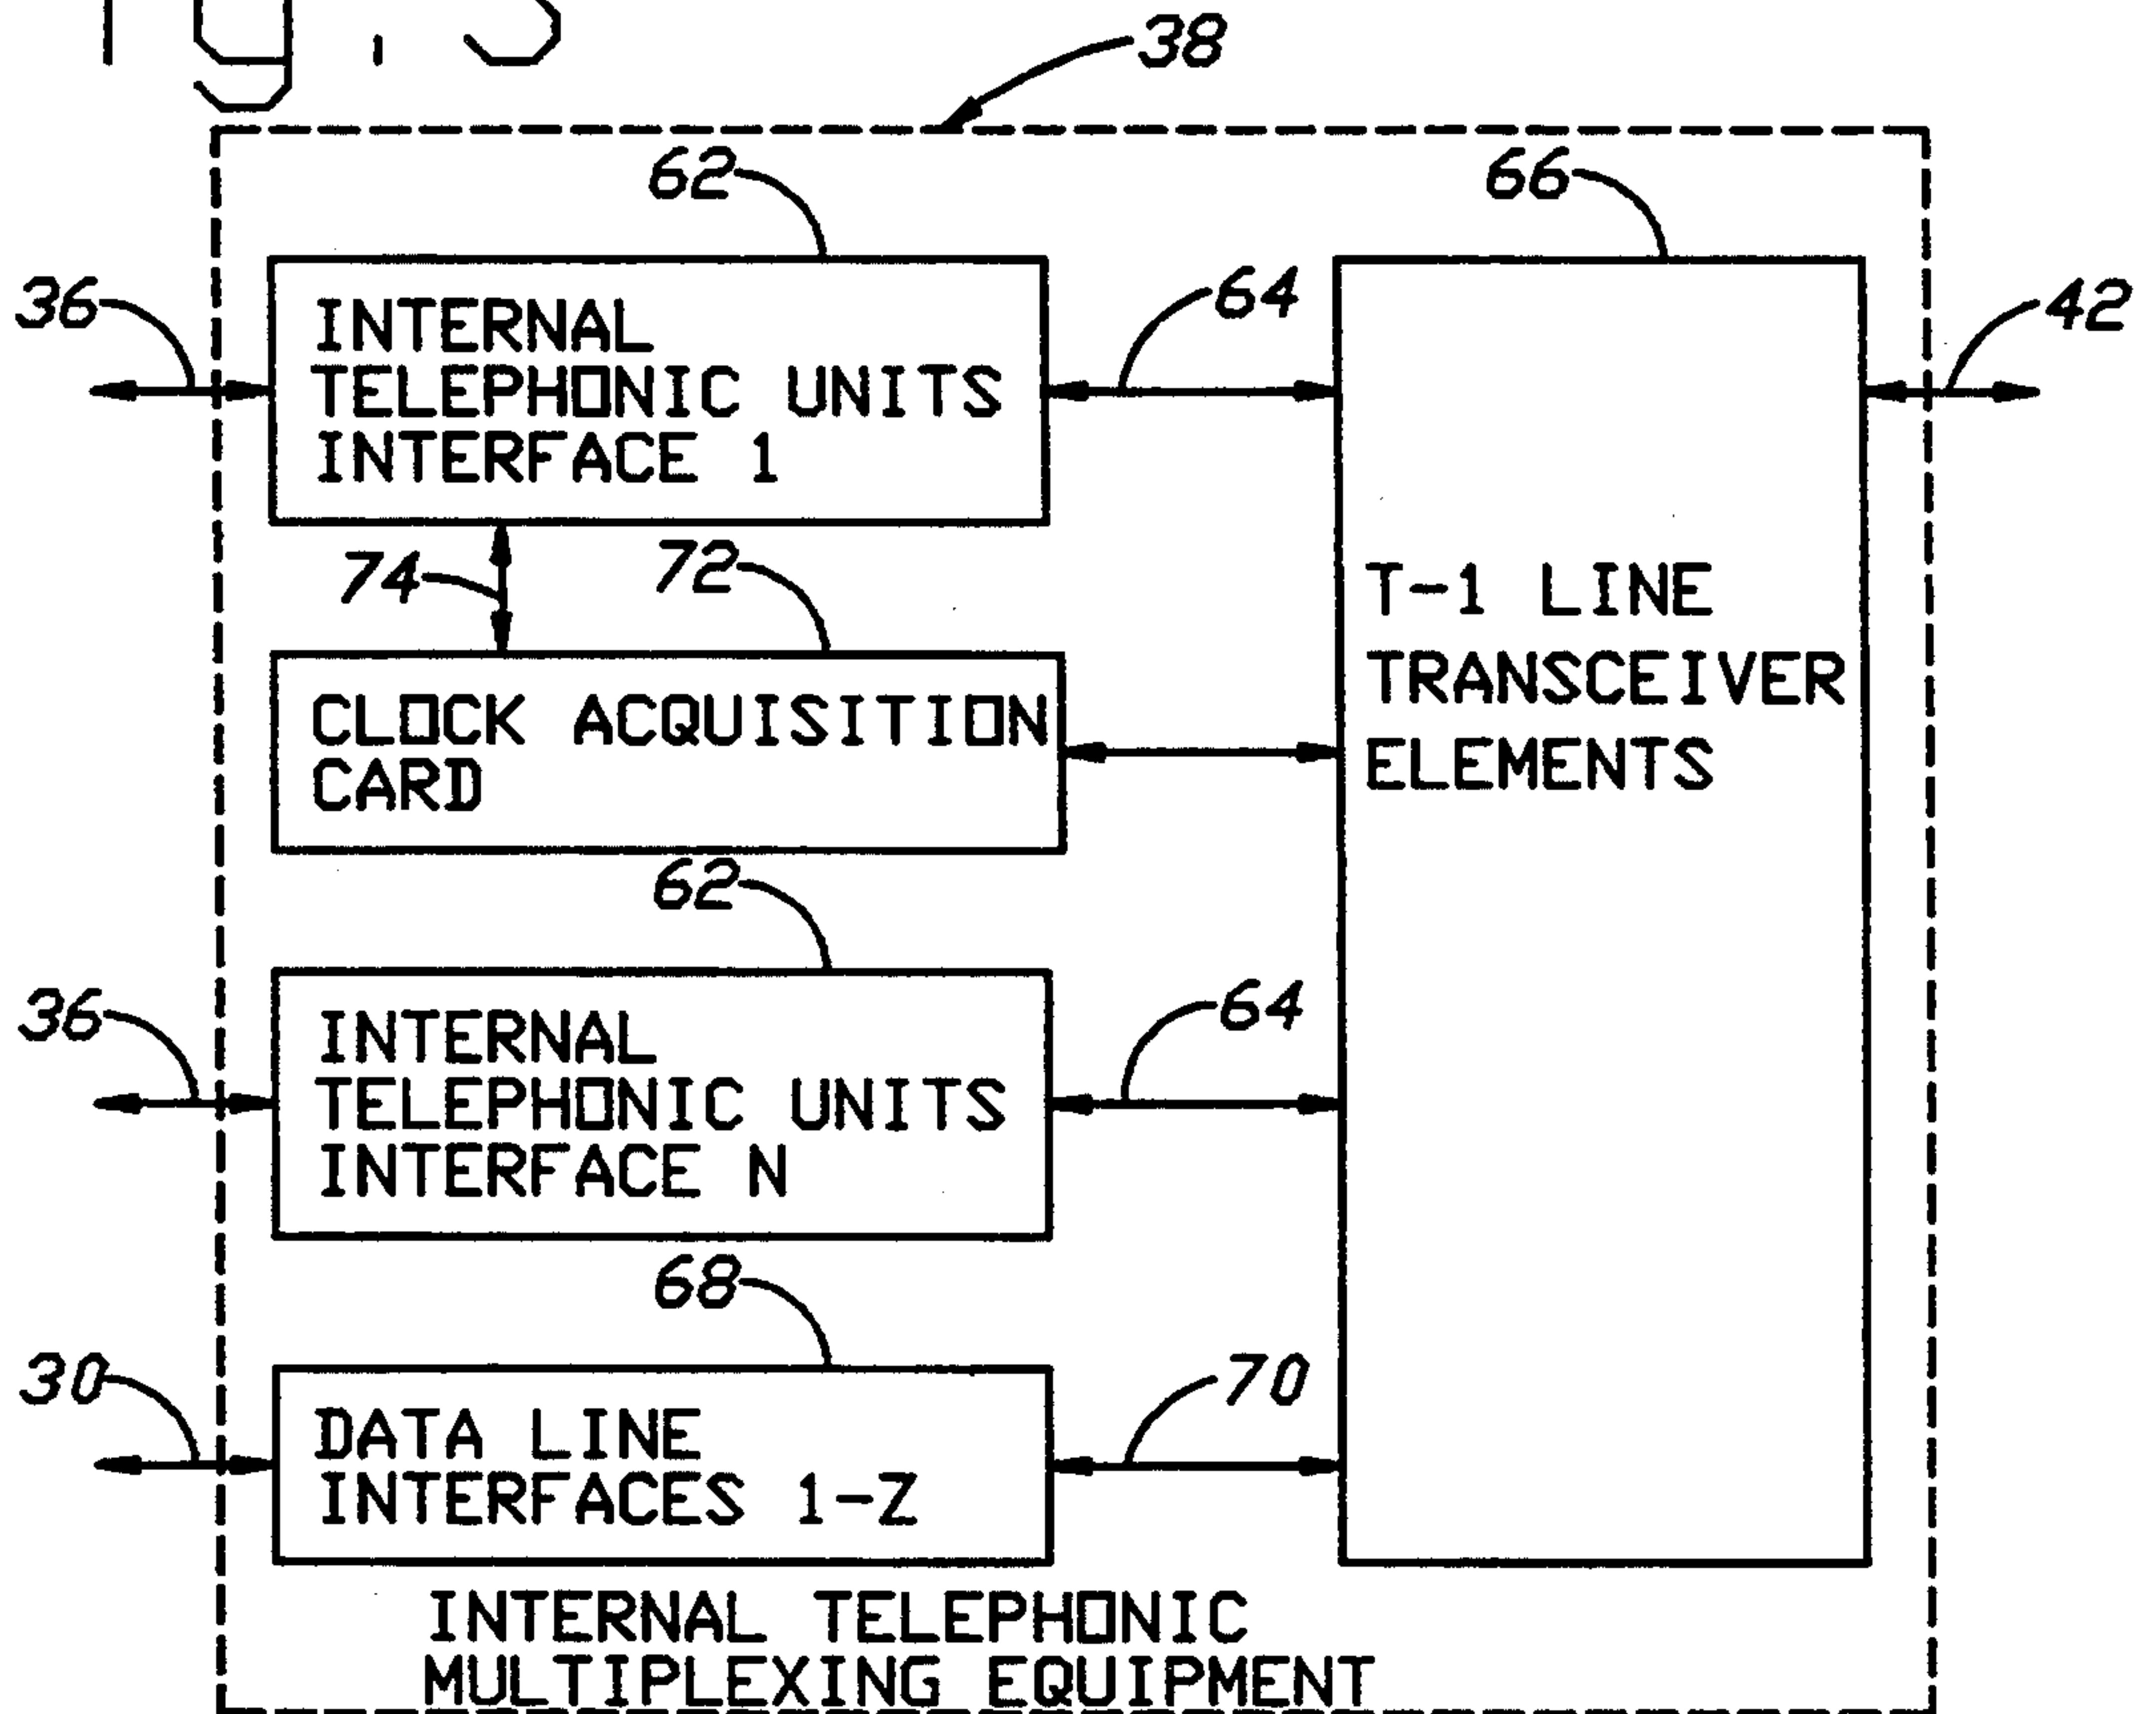 38
62
66
36
INTERNAL
TELEPHONIC UNITS
INTERFACE 1
64
42
74
72
T-1 LINE
TRANSCEIVER
ELEMENTS
CLOCK ACQUISITION
CARD
62
36
INTERNAL
TELEPHONIC UNITS
INTERFACE N
64
68
30
DATA LINE
INTERFACES 1-Z
70
INTERNAL TELEPHONIC
MULTIPLEXING EQUIPMENT